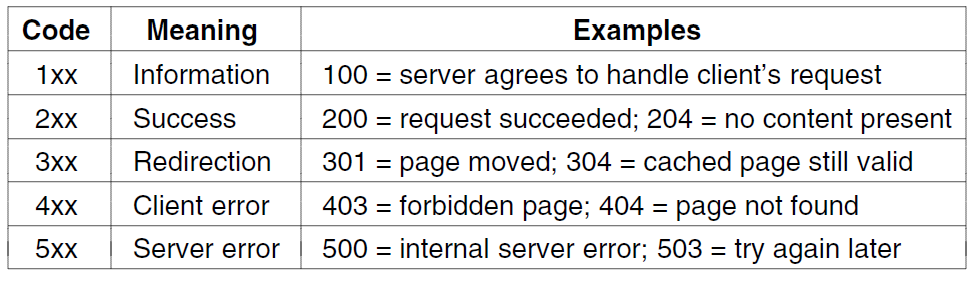 Code Meaning Examples
1xx Information 100 = server agrees to handle client's request
2xx Success 200 = request succeeded; 204 = no content present
3xx Redirection 301 = page moved; 304 = cached page still valid
4xx Client error 403 = forbidden page; 404 = page not found
5xx Server error 500 = internal server error; 503 = try again later